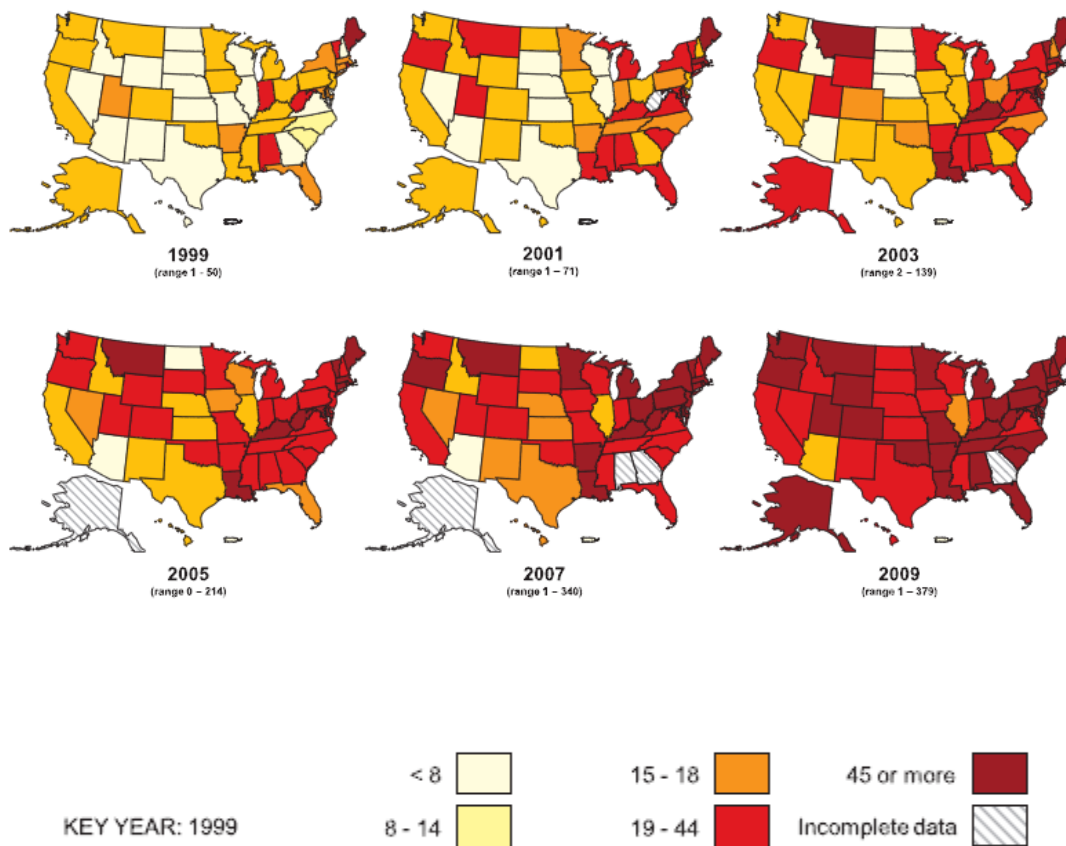 1999
(range 1 - 50)
2001
(range 1 – 71)
2003
(range 2 – 139)
2005
(range 0 – 214)
2007
(range 1 – 340)
2009
(range 1 – 379)
< 8
15 - 18
45 or more
KEY YEAR: 1999
8 - 14
19 - 44
Incomplete data